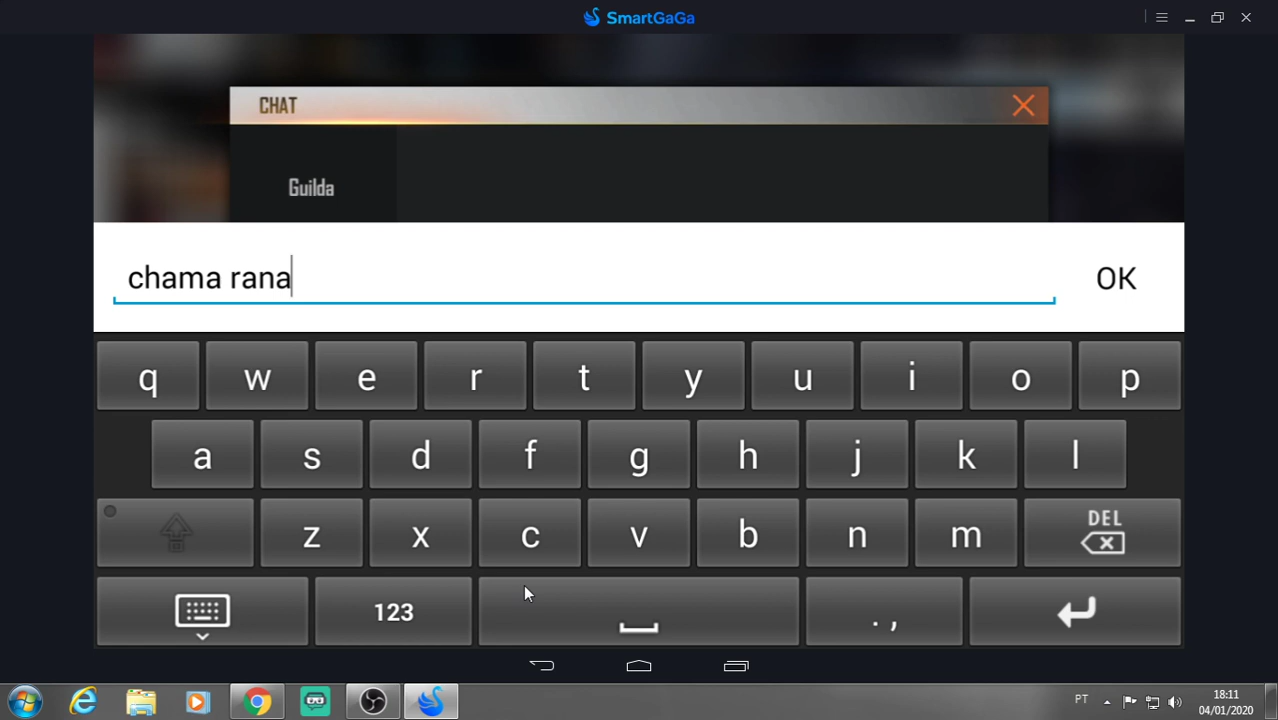 SmartGaGa
CHAT
Guilda
chama rana
OK
q w e r t y u i o p
a s d f g h j k l
z x c v b n m DEL
123 . ,
PT 18:11
04/01/2020